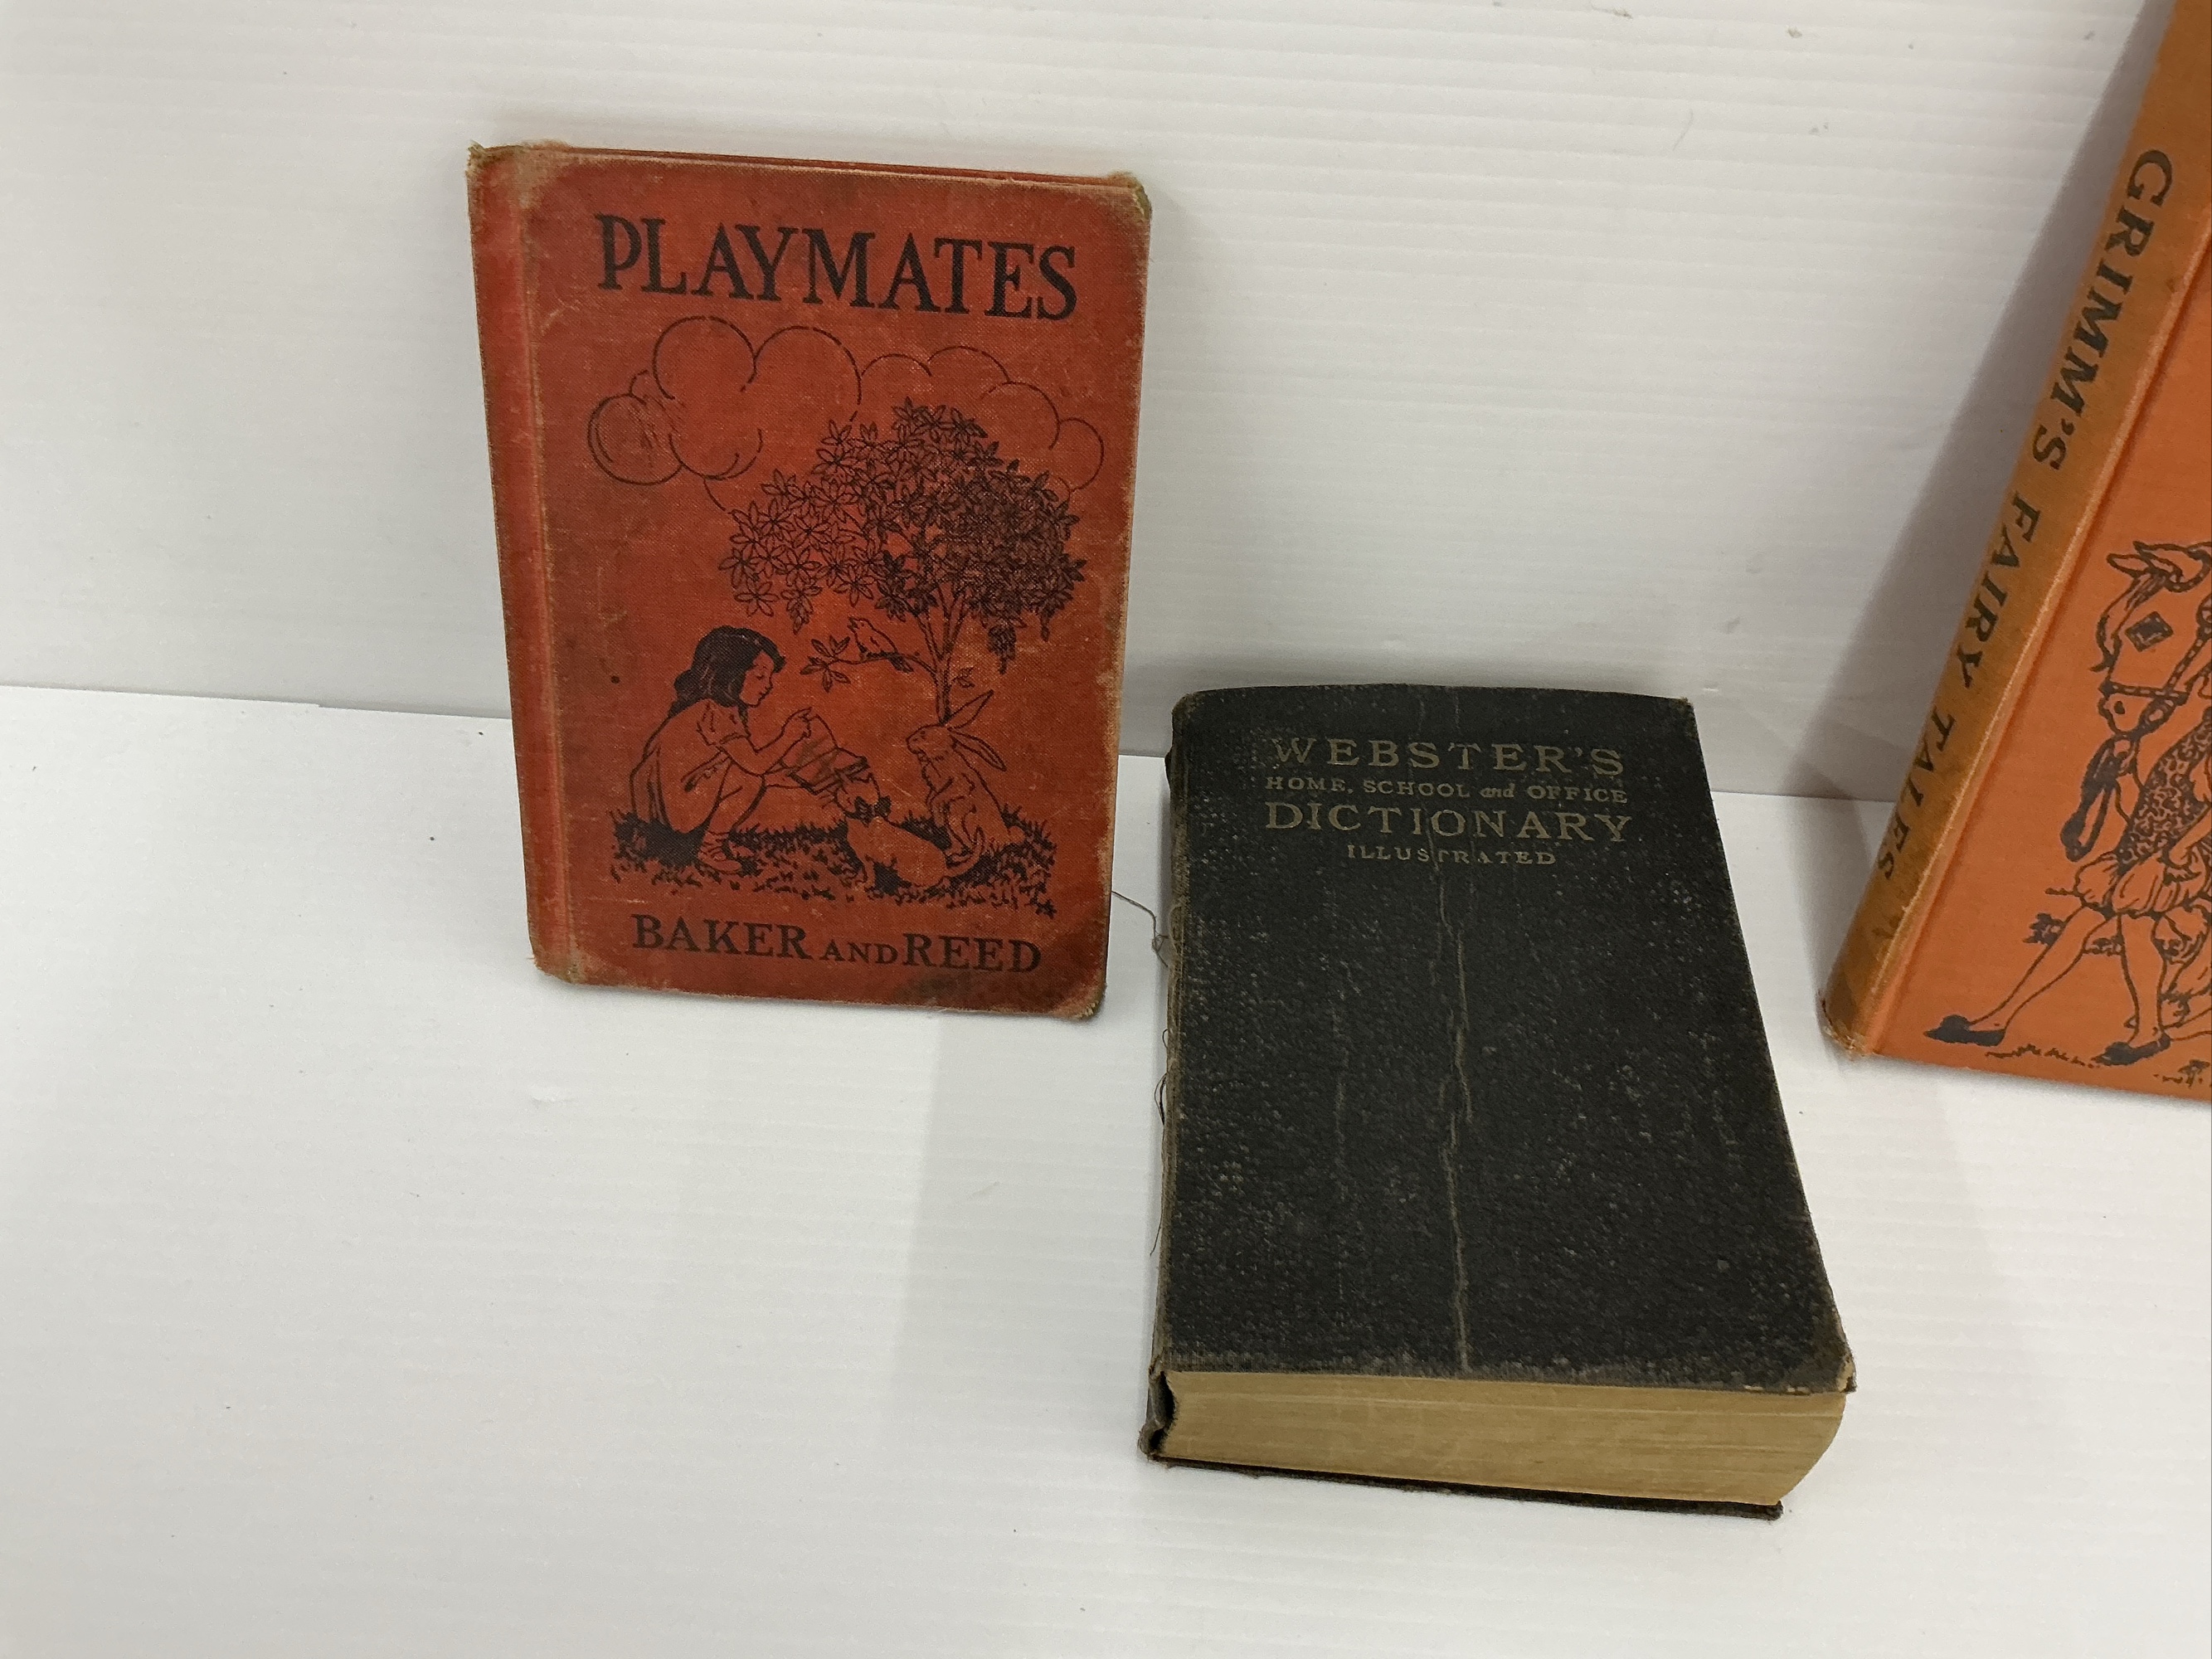 PLAYMATES
BAKER AND REED
WEBSTER'S
HOME, SCHOOL and OFFICE
DICTIONARY
ILLUSTRATED
GRIMM'S FAIRY TALES